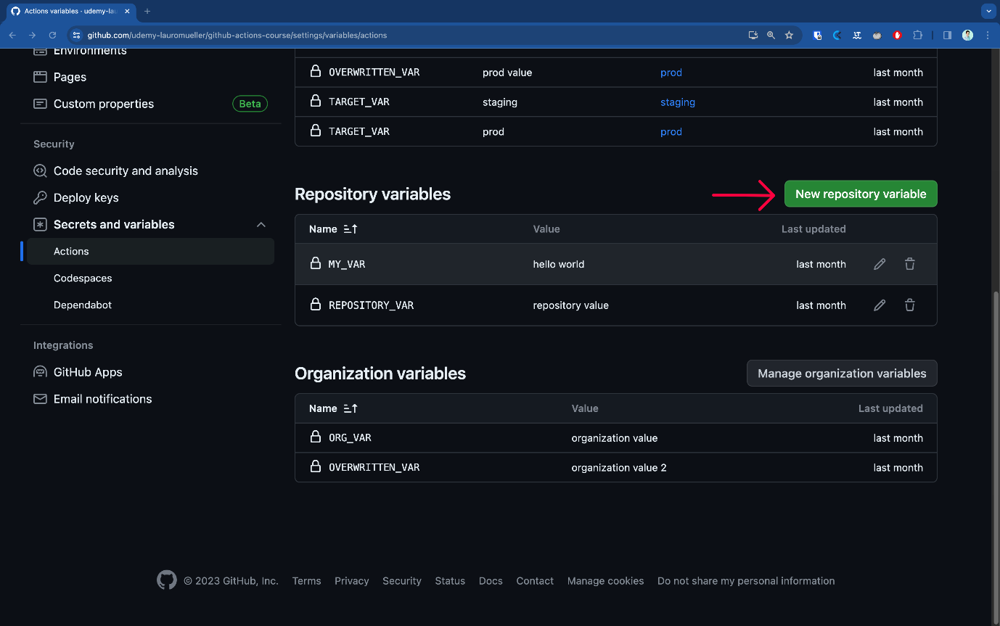 Actions variables - udemy-lau
github.com/udemy-lauromueller/github-actions-course/settings/variables/actions
Environments
Pages
Custom properties Beta
Security
Code security and analysis
Deploy keys
Secrets and variables
Actions
Codespaces
Dependabot
Integrations
GitHub Apps
Email notifications
OVERWRITTEN_VAR prod value prod last month
TARGET_VAR staging staging last month
TARGET_VAR prod prod last month
Repository variables New repository variable
Name Value Last updated
MY_VAR hello world last month
REPOSITORY_VAR repository value last month
Organization variables Manage organization variables
Name Value Last updated
ORG_VAR organization value last month
OVERWRITTEN_VAR organization value 2 last month
© 2023 GitHub, Inc. Terms Privacy Security Status Docs Contact Manage cookies Do not share my personal information